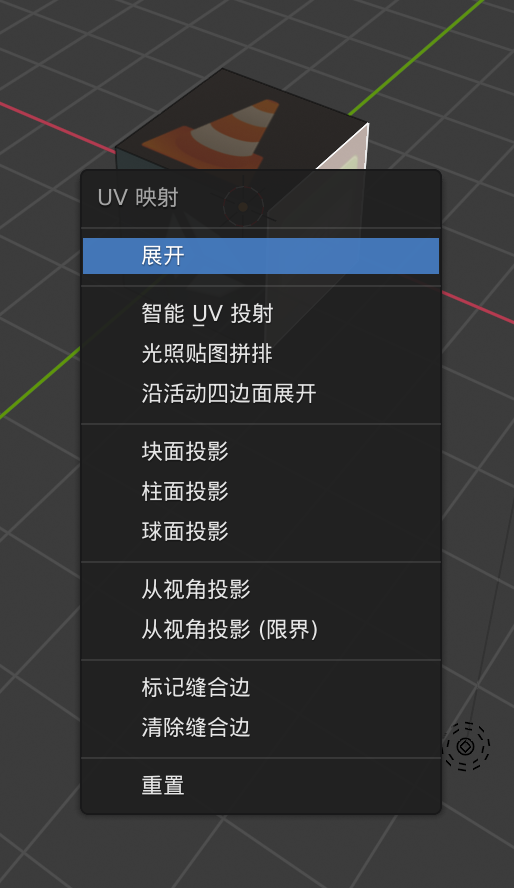 UV 映射
展开
智能 UV 投射
光照贴图拼排
沿活动四边面展开
块面投影
柱面投影
球面投影
从视角投影
从视角投影 (限界)
标记缝合边
清除缝合边
重置